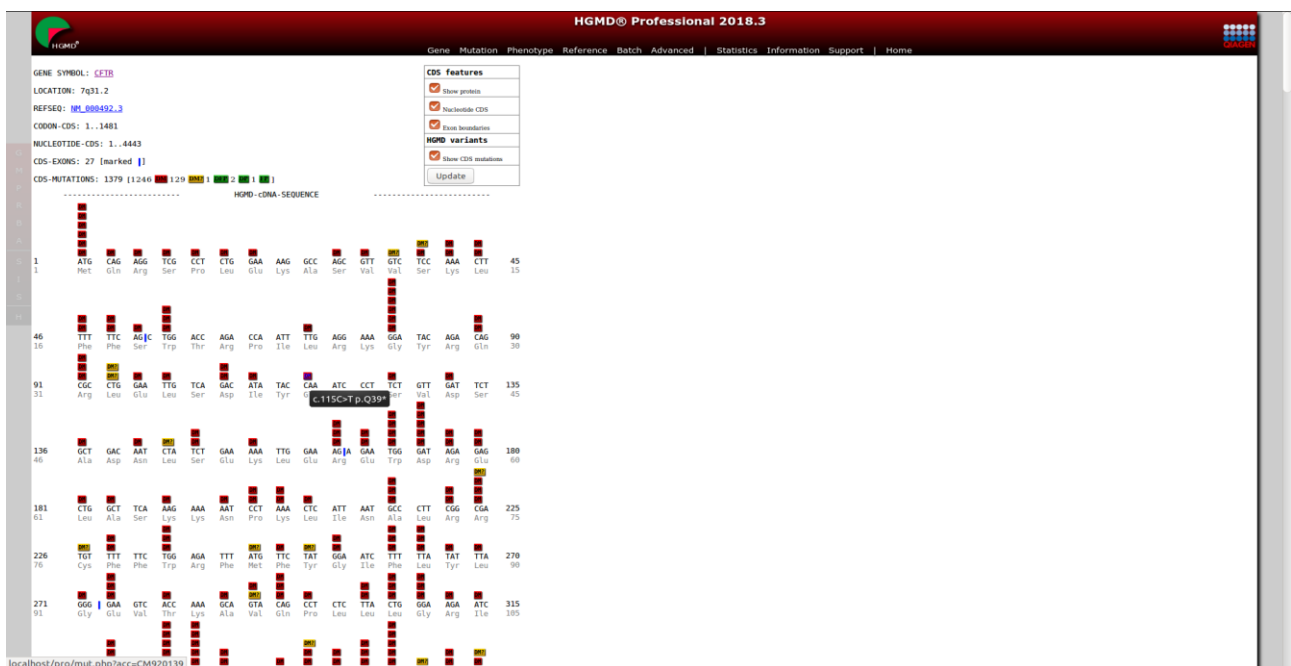 HGMD® Professional 2018.3
HGMD®
QIAGEN
Gene Mutation Phenotype Reference Batch Advanced | Statistics Information Support | Home
GENE SYMBOL: CFTR
LOCATION: 7q31.2
REFSEQ: NM_000492.3
CODON-CDS: 1..1481
NUCLEOTIDE-CDS: 1..4443
CDS-EXONS: 27 [marked |]
CDS-MUTATIONS: 1379 [1246 DM 129 DM? 1 2 1 ]
CDS features
Show protein
Nucleotide CDS
Exon boundaries
HGMD variants
Show CDS mutations
Update
------------------------- HGMD-cDNA-SEQUENCE -------------------------
1 ATG CAG AGG TCG CCT CTG GAA AAG GCC AGC GTT GTC TCC AAA CTT 45
1 Met Gln Arg Ser Pro Leu Glu Lys Ala Ser Val Val Ser Lys Leu 15
46 TTT TTC AG|C TGG ACC AGA CCA ATT TTG AGG AAA GGA TAC AGA CAG 90
16 Phe Phe Ser Trp Thr Arg Pro Ile Leu Arg Lys Gly Tyr Arg Gln 30
91 CGC CTG GAA TTG TCA GAC ATA TAC CAA ATC CCT TCT GTT GAT TCT 135
31 Arg Leu Glu Leu Ser Asp Ile Tyr G c.115C>T p.Q39* er Val Asp Ser 45
136 GCT GAC AAT CTA TCT GAA AAA TTG GAA AG|A GAA TGG GAT AGA GAG 180
46 Ala Asp Asn Leu Ser Glu Lys Leu Glu Arg Glu Trp Asp Arg Glu 60
181 CTG GCT TCA AAG AAA AAT CCT AAA CTC ATT AAT GCC CTT CGG CGA 225
61 Leu Ala Ser Lys Lys Asn Pro Lys Leu Ile Asn Ala Leu Arg Arg 75
226 TGT TTT TTC TGG AGA TTT ATG TTC TAT GGA ATC TTT TTA TAT TTA 270
76 Cys Phe Phe Trp Arg Phe Met Phe Tyr Gly Ile Phe Leu Tyr Leu 90
271 GGG | GAA GTC ACC AAA GCA GTA CAG CCT CTC TTA CTG GGA AGA ATC 315
91 Gly Glu Val Thr Lys Ala Val Gln Pro Leu Leu Leu Gly Arg Ile 105
localhost/pro/mut.php?acc=CM920139